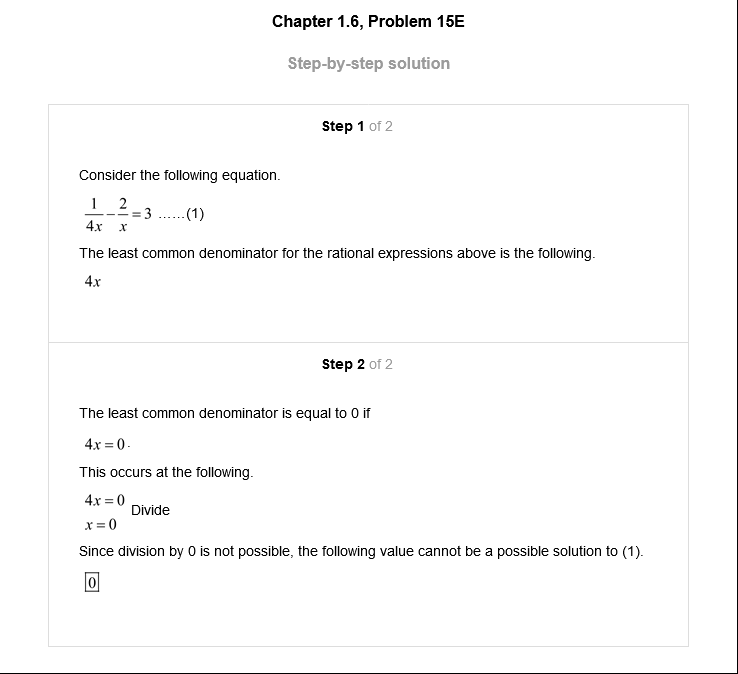 Chapter 1.6, Problem 15E
Step-by-step solution
Step 1 of 2
Consider the following equation.
1/4x − 2/x = 3 ......(1)
The least common denominator for the rational expressions above is the following.
4x
Step 2 of 2
The least common denominator is equal to 0 if
4x = 0.
This occurs at the following.
4x = 0
Divide
x = 0
Since division by 0 is not possible, the following value cannot be a possible solution to (1).
0